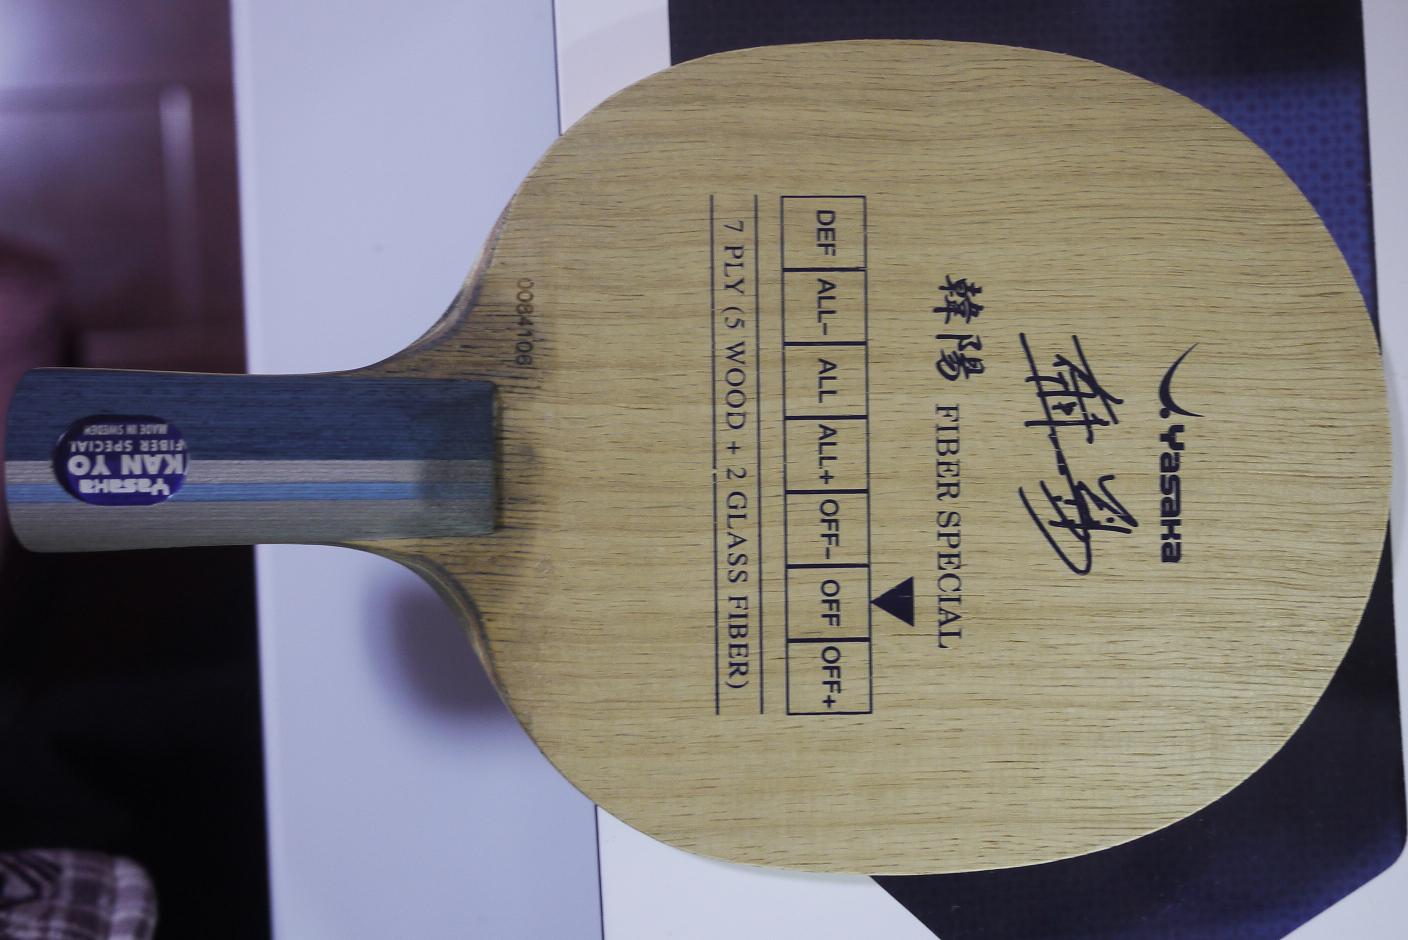 Yasaka
韓陽 FIBER SPECIAL
DEF ALL- ALL ALL+ OFF- OFF OFF+
7 PLY (5 WOOD + 2 GLASS FIBER)
0084106
Yasaka
KAN YO
FIBER SPECIAL
MADE IN SWEDEN